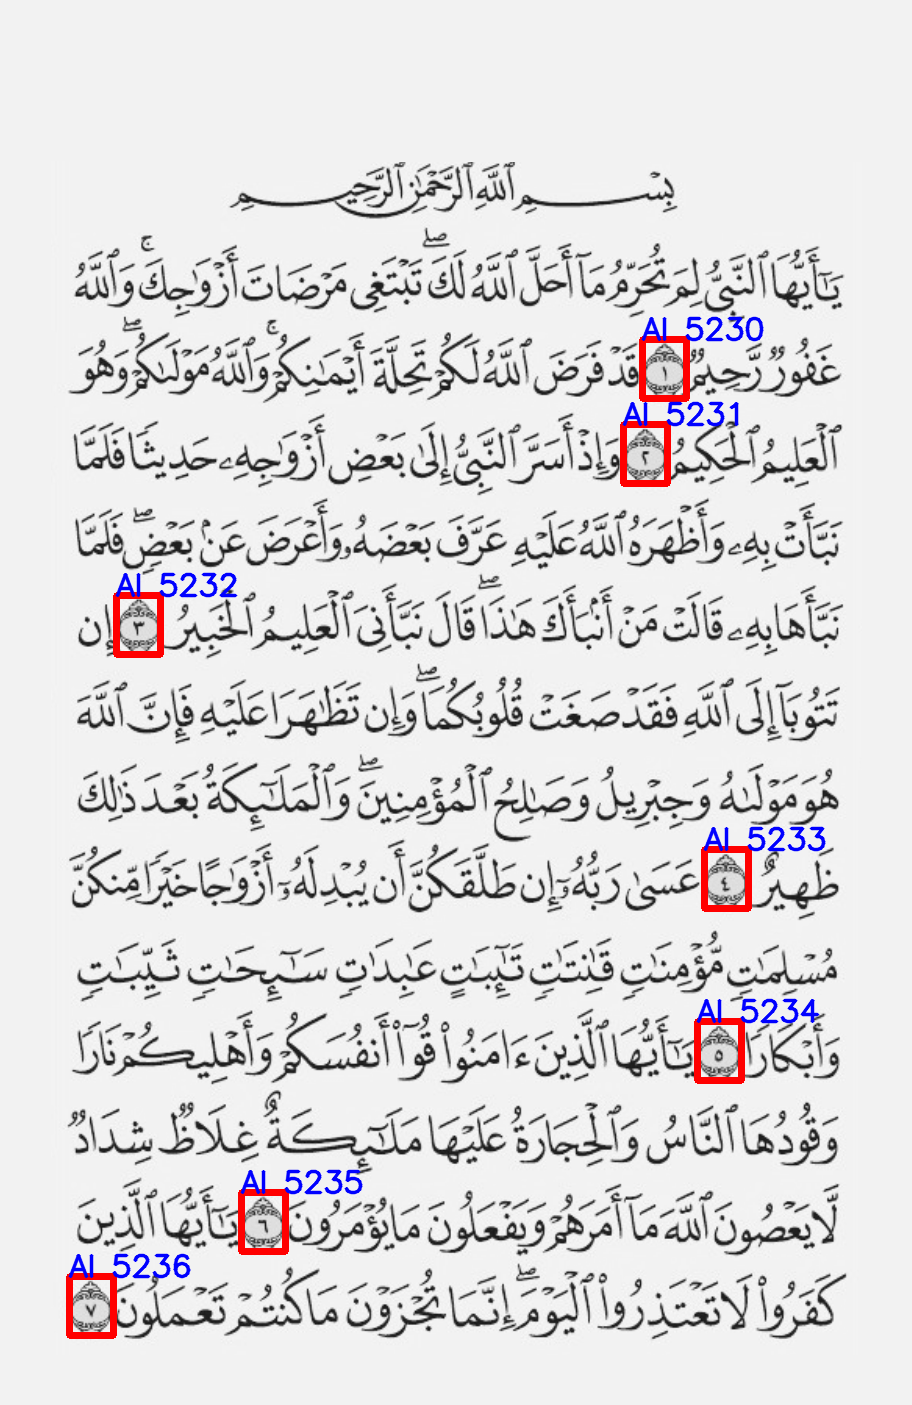 بِسْمِ ٱللَّهِ ٱلرَّحْمَٰنِ ٱلرَّحِيمِ
يَٰٓأَيُّهَا ٱلنَّبِىُّ لِمَ تُحَرِّمُ مَآ أَحَلَّ ٱللَّهُ لَكَ ۖ تَبْتَغِى مَرْضَاتَ أَزْوَٰجِكَ ۚ وَٱللَّهُ
AI 5230
غَفُورٌ رَّحِيمٌ ١ قَدْ فَرَضَ ٱللَّهُ لَكُمْ تَحِلَّةَ أَيْمَٰنِكُمْ ۚ وَٱللَّهُ مَوْلَىٰكُمْ ۖ وَهُوَ
AI 5231
ٱلْعَلِيمُ ٱلْحَكِيمُ ٢ وَإِذْ أَسَرَّ ٱلنَّبِىُّ إِلَىٰ بَعْضِ أَزْوَٰجِهِۦ حَدِيثًا فَلَمَّا
نَبَّأَتْ بِهِۦ وَأَظْهَرَهُ ٱللَّهُ عَلَيْهِ عَرَّفَ بَعْضَهُۥ وَأَعْرَضَ عَنۢ بَعْضٍ ۖ فَلَمَّا
AI 5232
نَبَّأَهَا بِهِۦ قَالَتْ مَنْ أَنۢبَأَكَ هَٰذَا ۖ قَالَ نَبَّأَنِىَ ٱلْعَلِيمُ ٱلْخَبِيرُ ٣ إِن
تَتُوبَآ إِلَى ٱللَّهِ فَقَدْ صَغَتْ قُلُوبُكُمَا ۖ وَإِن تَظَٰهَرَا عَلَيْهِ فَإِنَّ ٱللَّهَ
هُوَ مَوْلَىٰهُ وَجِبْرِيلُ وَصَٰلِحُ ٱلْمُؤْمِنِينَ ۖ وَٱلْمَلَٰٓئِكَةُ بَعْدَ ذَٰلِكَ
AI 5233
ظَهِيرٌ ٤ عَسَىٰ رَبُّهُۥٓ إِن طَلَّقَكُنَّ أَن يُبْدِلَهُۥٓ أَزْوَٰجًا خَيْرًا مِّنكُنَّ
مُسْلِمَٰتٍ مُّؤْمِنَٰتٍ قَٰنِتَٰتٍ تَٰٓئِبَٰتٍ عَٰبِدَٰتٍ سَٰٓئِحَٰتٍ ثَيِّبَٰتٍ
AI 5234
وَأَبْكَارًا ٥ يَٰٓأَيُّهَا ٱلَّذِينَ ءَامَنُوا۟ قُوٓا۟ أَنفُسَكُمْ وَأَهْلِيكُمْ نَارًا
وَقُودُهَا ٱلنَّاسُ وَٱلْحِجَارَةُ عَلَيْهَا مَلَٰٓئِكَةٌ غِلَاظٌ شِدَادٌ
AI 5235
لَّا يَعْصُونَ ٱللَّهَ مَآ أَمَرَهُمْ وَيَفْعَلُونَ مَا يُؤْمَرُونَ ٦ يَٰٓأَيُّهَا ٱلَّذِينَ
AI 5236
كَفَرُوا۟ لَا تَعْتَذِرُوا۟ ٱلْيَوْمَ ۖ إِنَّمَا تُجْزَوْنَ مَا كُنتُمْ تَعْمَلُونَ ٧